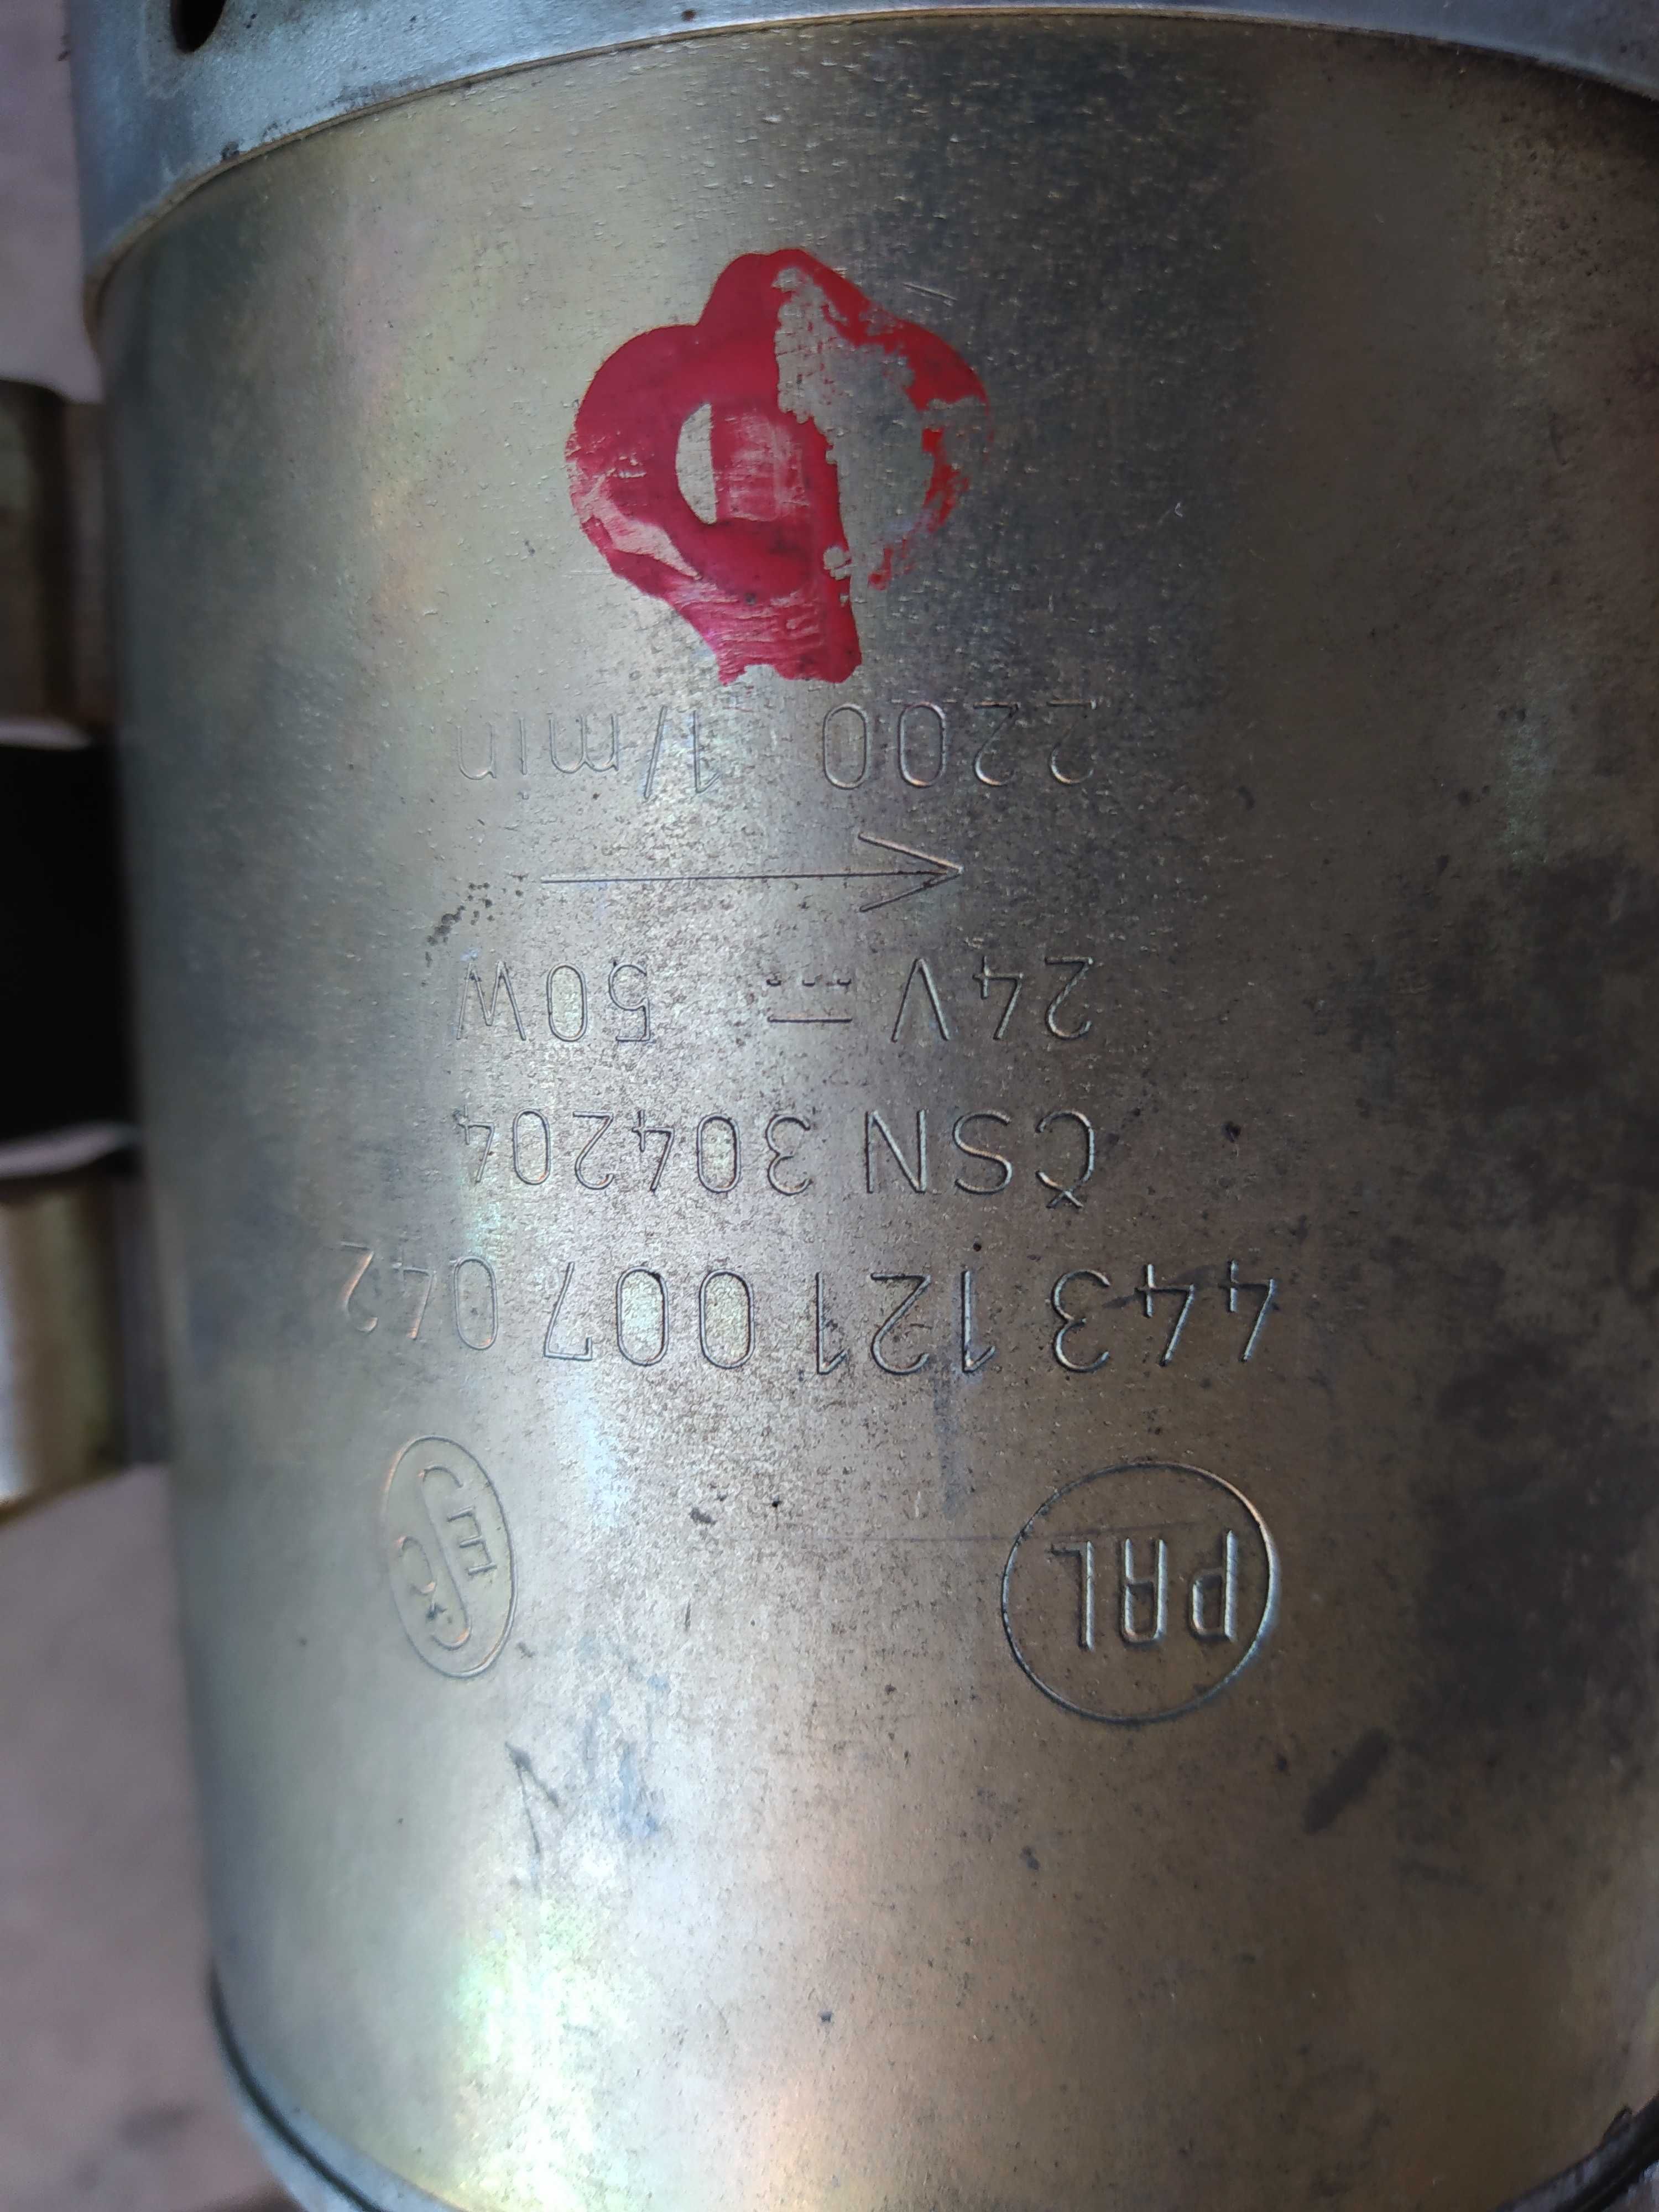 PAL
443 121 007 042
ČSN 304204
24V 50W
2200 1/min